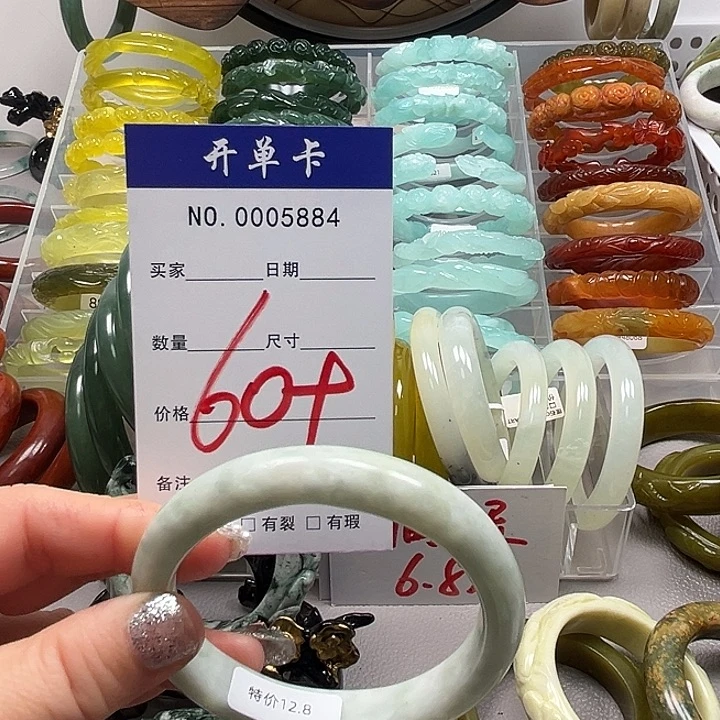 开单卡
NO. 0005884
买家 日期
数量 尺寸
价格
60
备注
□ 有裂 □ 有瑕
6.8
特价12.8